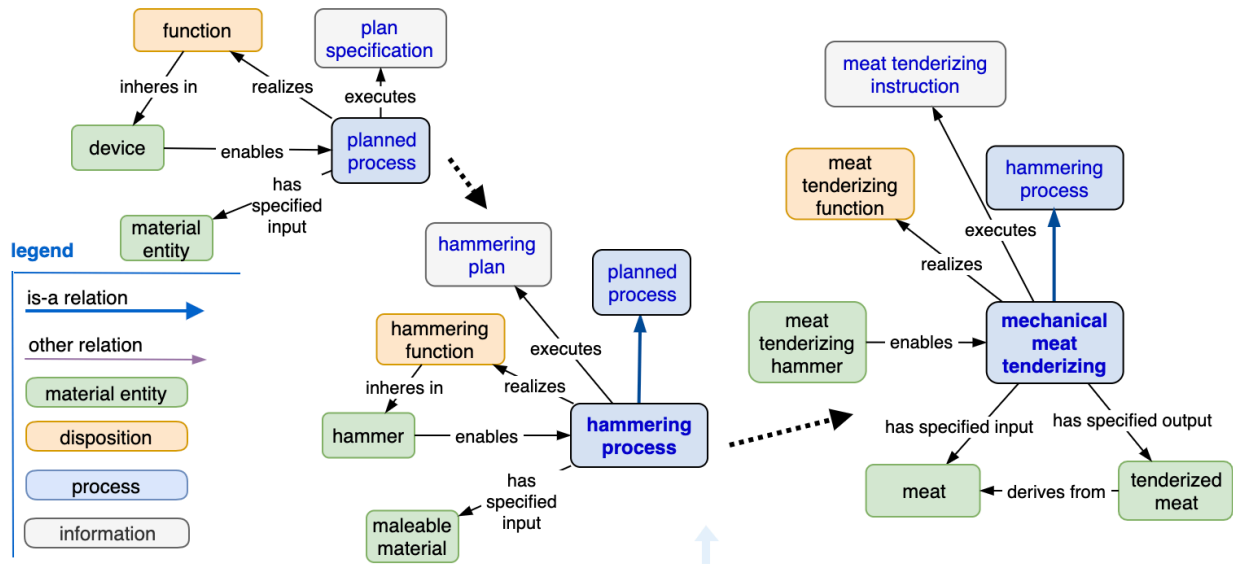 function
plan
specification
inheres in
realizes
executes
device
enables
planned
process
has
specified
input
material
entity
legend
is-a relation
other relation
material entity
disposition
process
information
hammering
plan
planned
process
hammering
function
executes
inheres in
realizes
hammer
enables
hammering
process
has
specified
input
maleable
material
meat tenderizing
instruction
meat
tenderizing
function
hammering
process
executes
realizes
meat
tenderizing
hammer
enables
mechanical
meat
tenderizing
has specified input
has specified output
meat
derives from
tenderized
meat